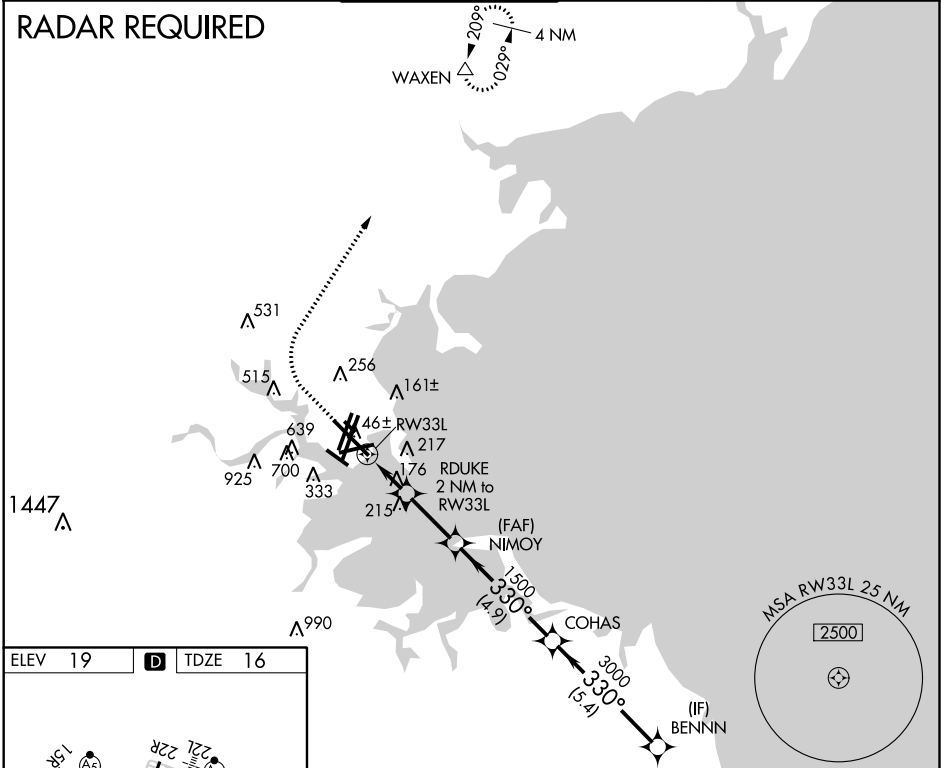 RADAR REQUIRED
209°
4 NM
029°
WAXEN
531
256
515
161±
46±
RW33L
639
217
700
925
333
176
RDUKE
2 NM to
RW33L
215
1447
(FAF)
NIMOY
1500
330°
(4.9)
COHAS
990
3000
330°
(5.4)
(IF)
BENNN
MSA RW33L 25 NM
2500
ELEV 19
D
TDZE 16
15R
A5
22R
22L